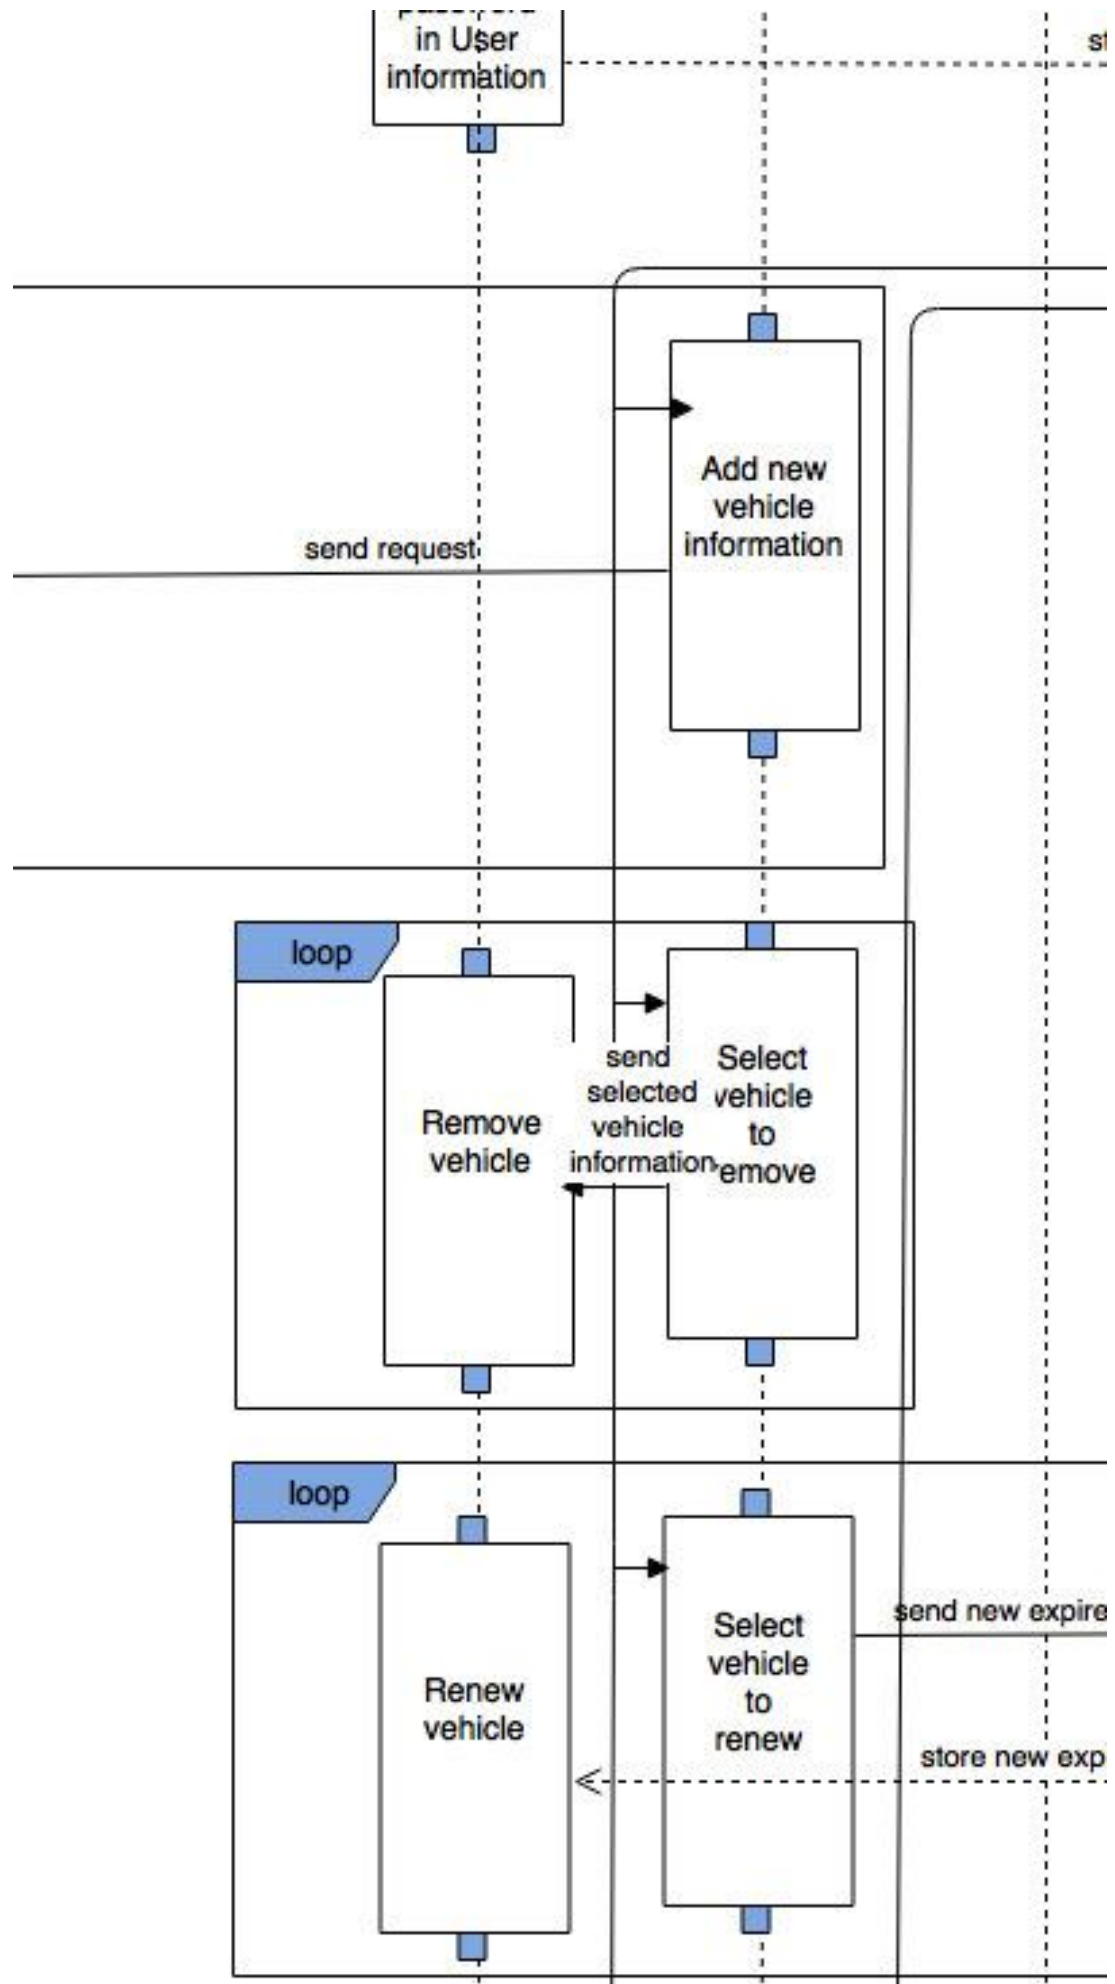 in User
information
Add new
vehicle
information
send request
loop
send
selected
vehicle
information
Select
vehicle
to
remove
Remove
vehicle
loop
send new expire
Select
vehicle
to
renew
Renew
vehicle
store new exp